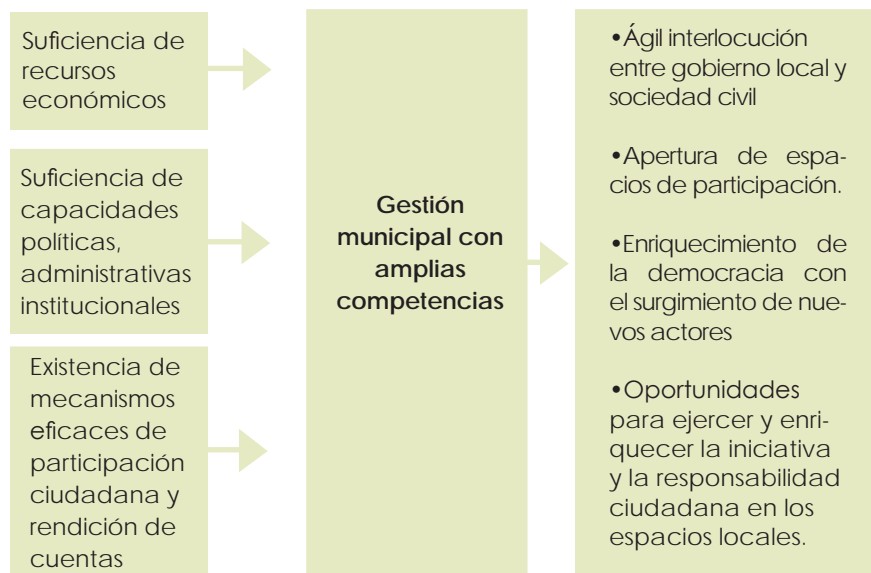 Suficiencia de
recursos
económicos
Suficiencia de
capacidades
políticas,
administrativas
institucionales
Existencia de
mecanismos
eficaces de
participación
ciudadana y
rendición de
cuentas
Gestión
municipal con
amplias
competencias
•Ágil interlocución
entre gobierno local y
sociedad civil
•Apertura de espa-
cios de participación.
•Enriquecimiento de
la democracia con
el surgimiento de nue-
vos actores
•Oportunidades
para ejercer y enri-
quecer la iniciativa
y la responsabilidad
ciudadana en los
espacios locales.